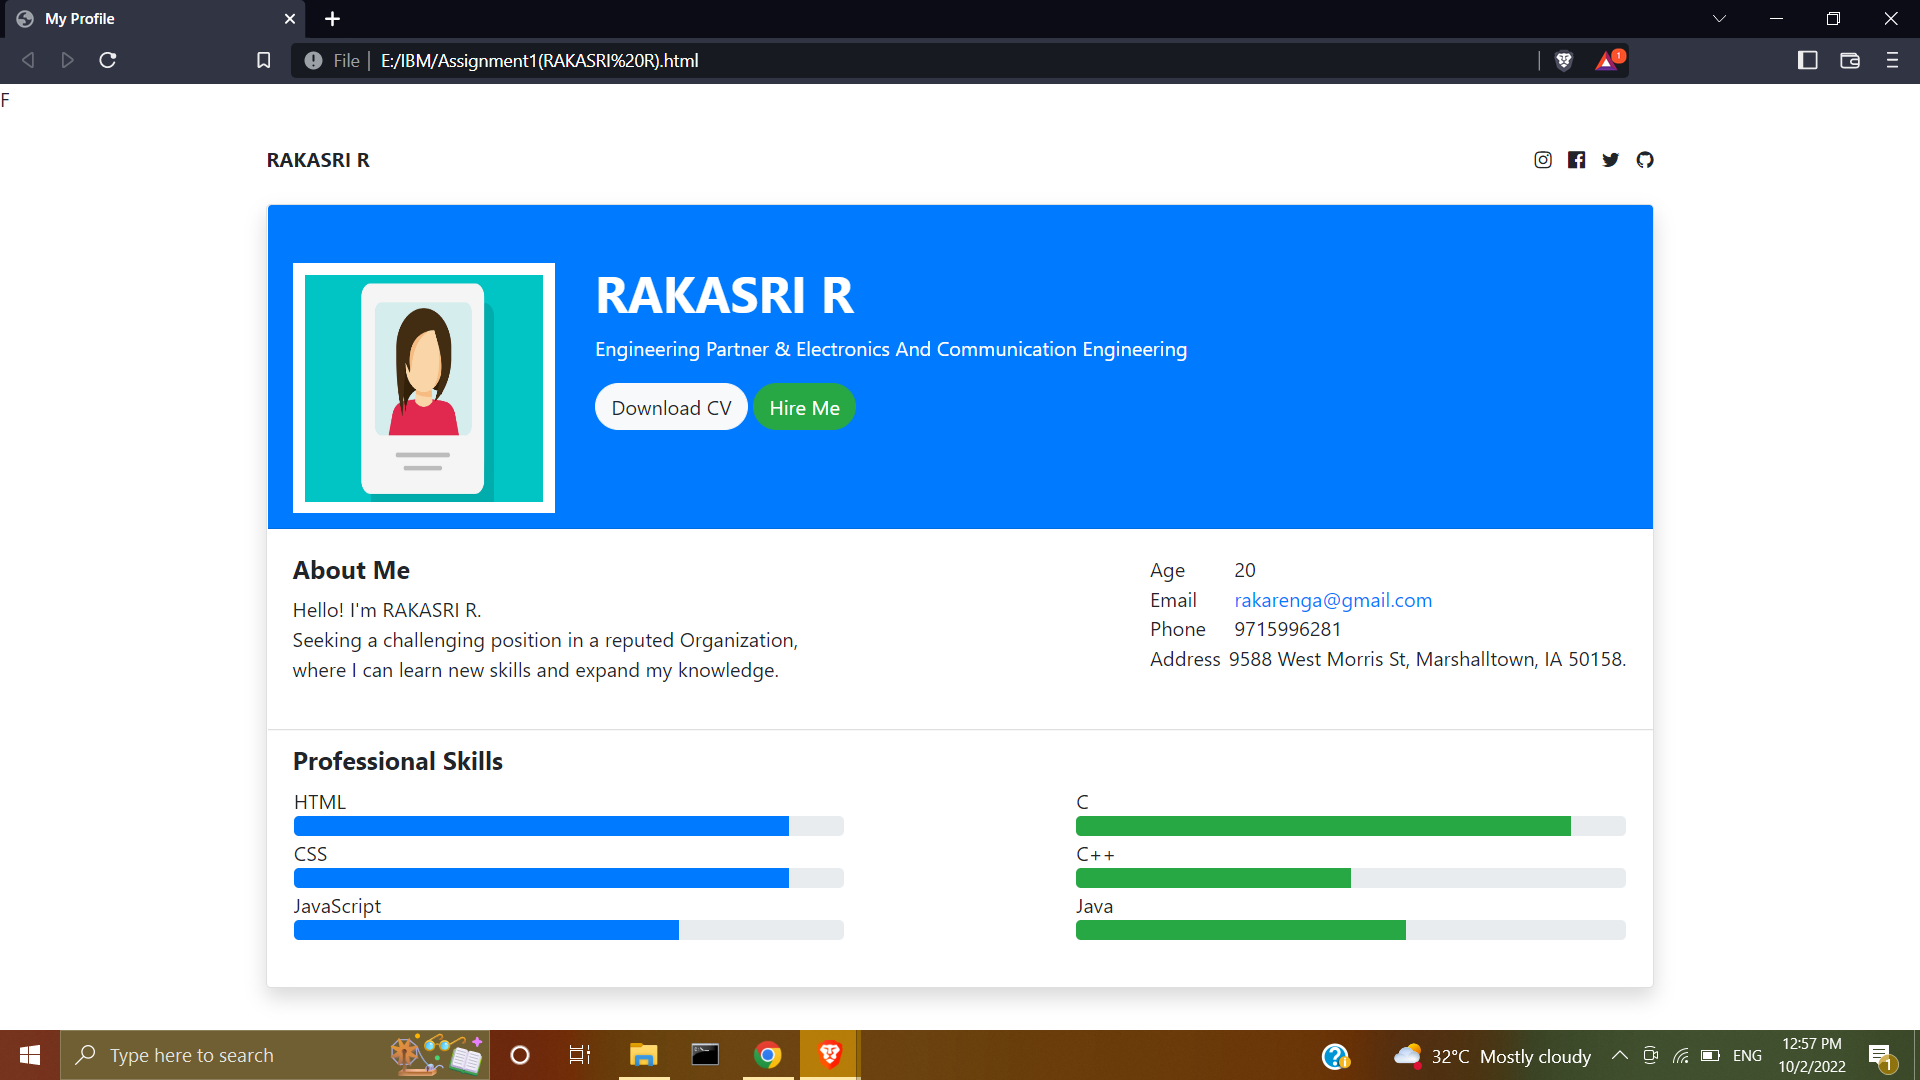 My Profile
File | E:/IBM/Assignment1(RAKASRI%20R).html
1
F
RAKASRI R
RAKASRI R
Engineering Partner & Electronics And Communication Engineering
Download CV Hire Me
About Me
Hello! I'm RAKASRI R.
Seeking a challenging position in a reputed Organization,
where I can learn new skills and expand my knowledge.
Age 20
Email rakarenga@gmail.com
Phone 9715996281
Address 9588 West Morris St, Marshalltown, IA 50158.
Professional Skills
HTML
CSS
JavaScript
C
C++
Java
Type here to search
32°C Mostly cloudy
ENG
12:57 PM
10/2/2022
1